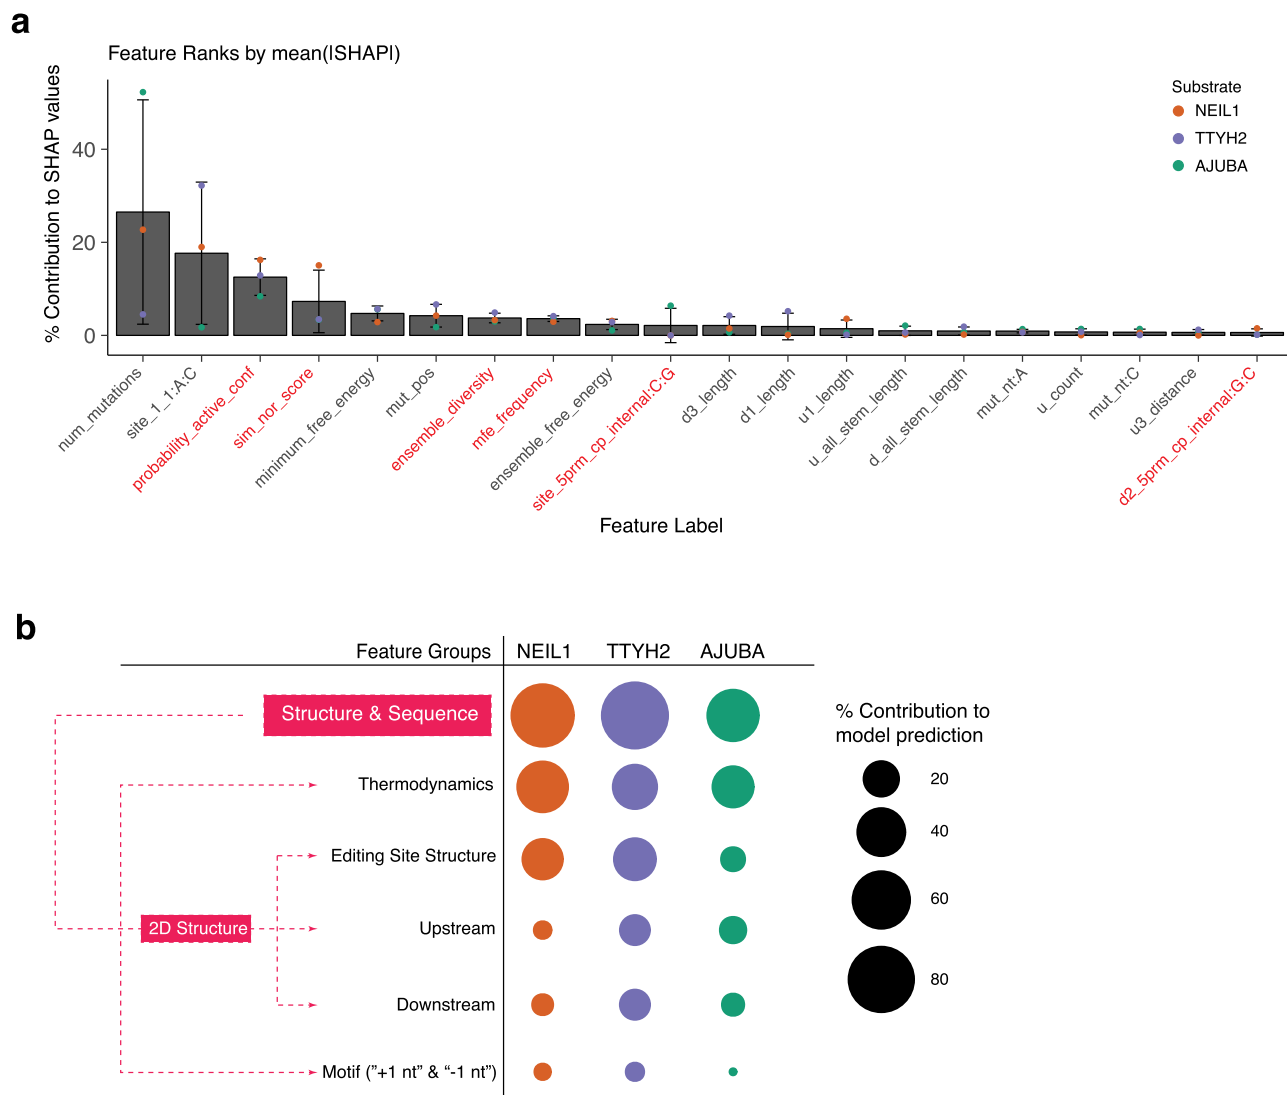 a
Feature Ranks by mean(|SHAP|)
% Contribution to SHAP values
40
20
0
Substrate
NEIL1
TTYH2
AJUBA
num_mutations
site_1_1:A:C
probability_active_conf
sim_nor_score
minimum_free_energy
mut_pos
ensemble_diversity
mfe_frequency
ensemble_free_energy
site_5prm_cp_internal:C:G
d3_length
d1_length
u1_length
u_all_stem_length
d_all_stem_length
mut_nt:A
u_count
mut_nt:C
u3_distance
d2_5prm_cp_internal:G:C
Feature Label
b
Feature Groups NEIL1 TTYH2 AJUBA
Structure & Sequence
Thermodynamics
Editing Site Structure
2D Structure
Upstream
Downstream
Motif (”+1 nt” & “-1 nt”)
% Contribution to
model prediction
20
40
60
80